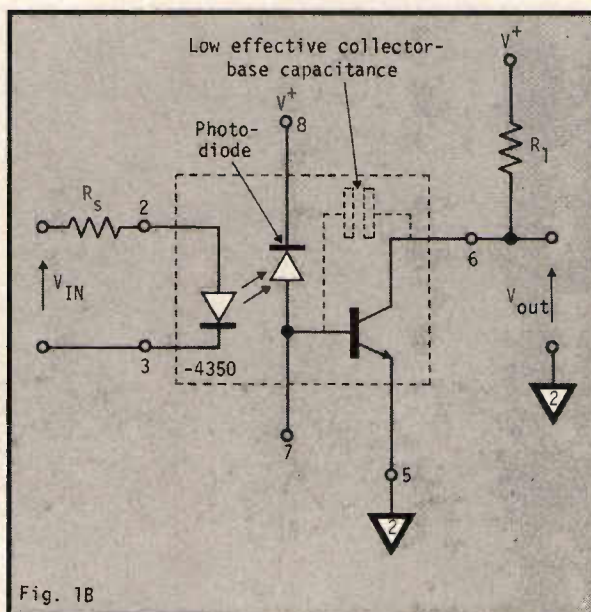 Low effective collector-
base capacitance
V+
8
Photo-
diode
V+
R1
Rs
2
6
VIN
Vout
3
-4350
7
5
2
2
Fig. 1B